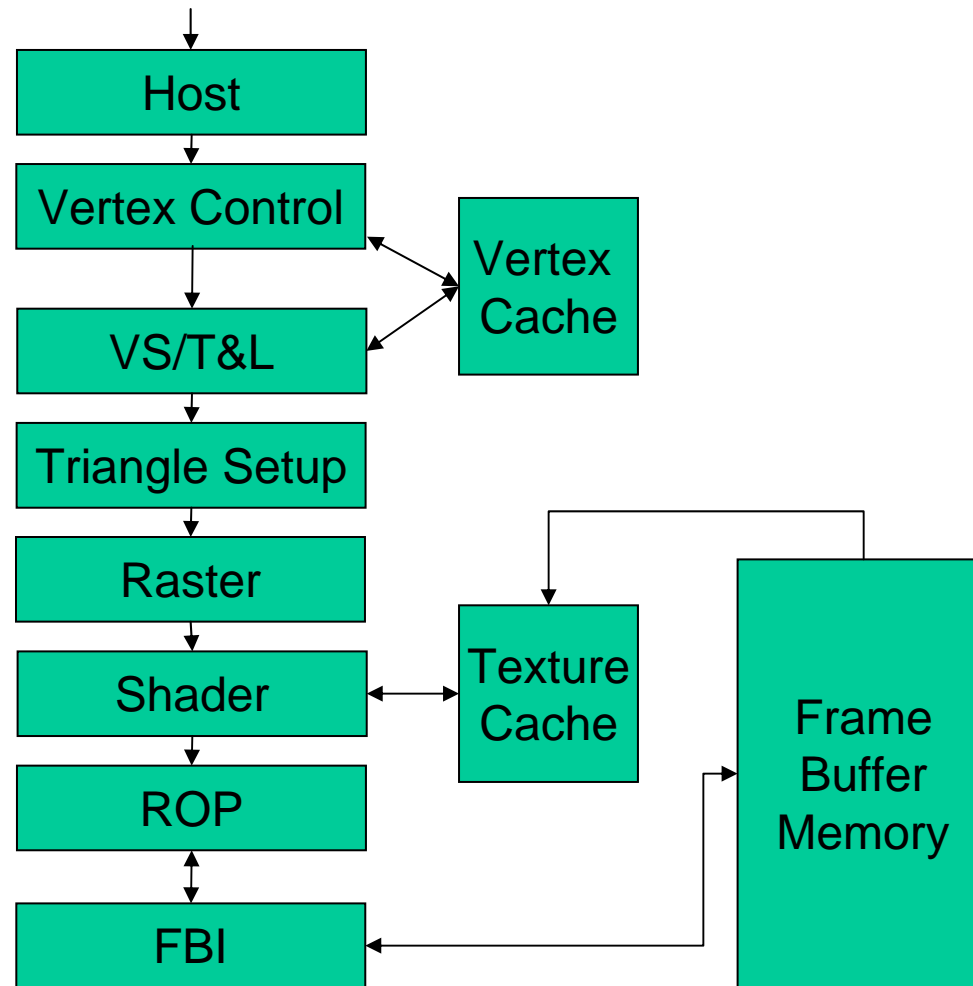 Host
Vertex Control
Vertex
Cache
VS/T&L
Triangle Setup
Raster
Shader
Texture
Cache
Frame
Buffer
Memory
ROP
FBI